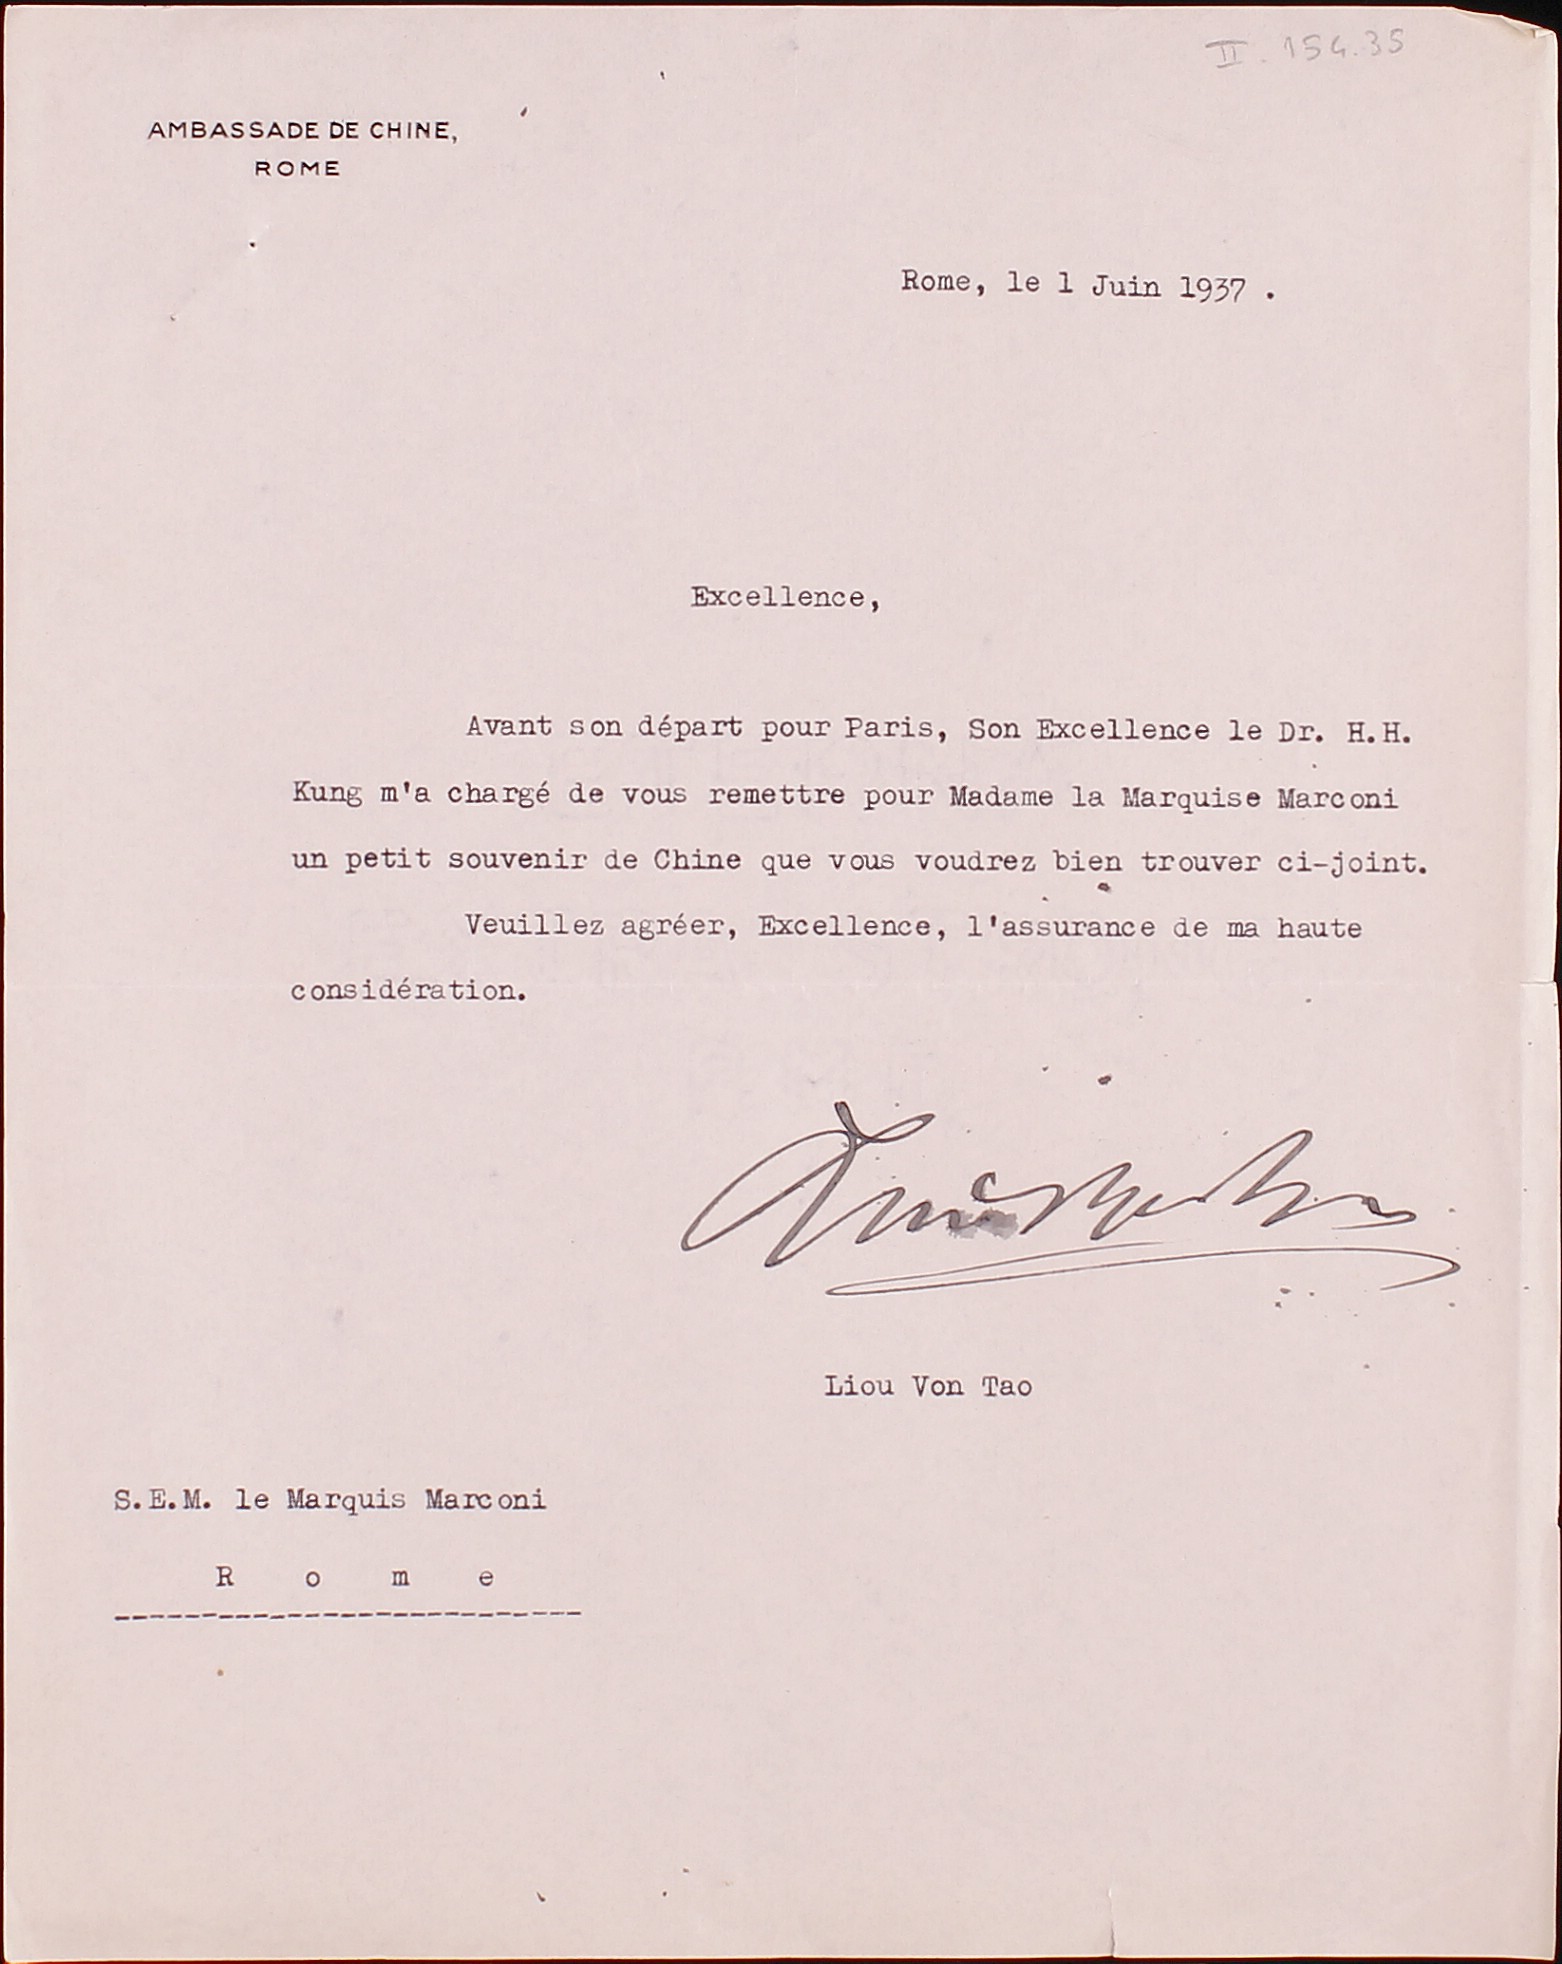 II. 154.35
AMBASSADE DE CHINE,
ROME
Rome, le 1 Juin 1937 .
Excellence,
Avant son départ pour Paris, Son Excellence le Dr. H.H.
Kung m'a chargé de vous remettre pour Madame la Marquise Marconi
un petit souvenir de Chine que vous voudrez bien trouver ci-joint.
Veuillez agréer, Excellence, l'assurance de ma haute
considération.
Liou Von Tao
S.E.M. le Marquis Marconi
R o m e